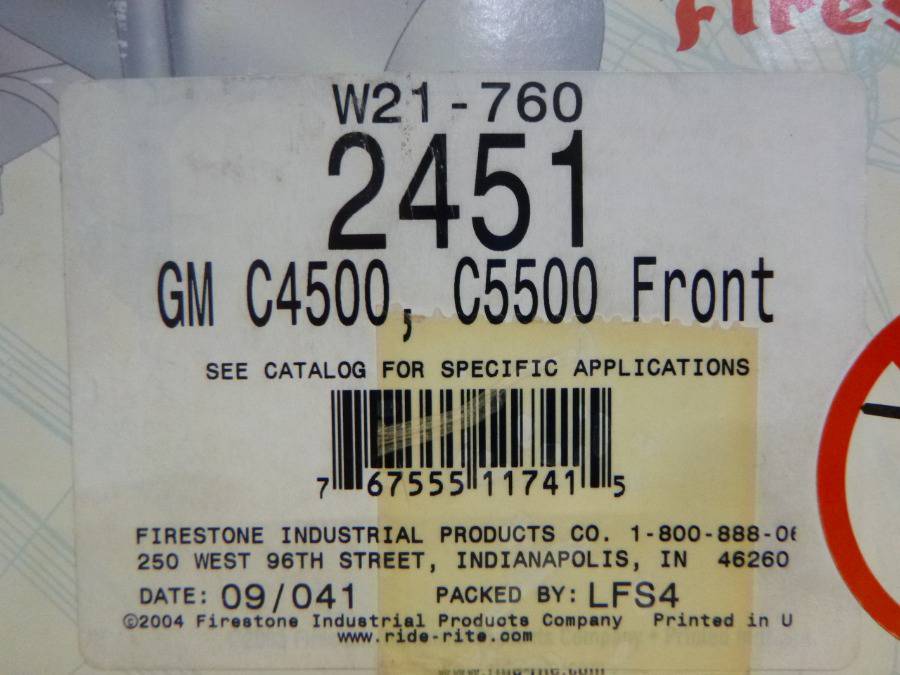 Fires
W21-760
2451
GM C4500, C5500 Front
SEE CATALOG FOR SPECIFIC APPLICATIONS
7 67555 11741 5
FIRESTONE INDUSTRIAL PRODUCTS CO. 1-800-888-06
250 WEST 96TH STREET, INDIANAPOLIS, IN 46260
DATE: 09/041 PACKED BY: LFS4
©2004 Firestone Industrial Products Company Printed in U
www.ride-rite.com